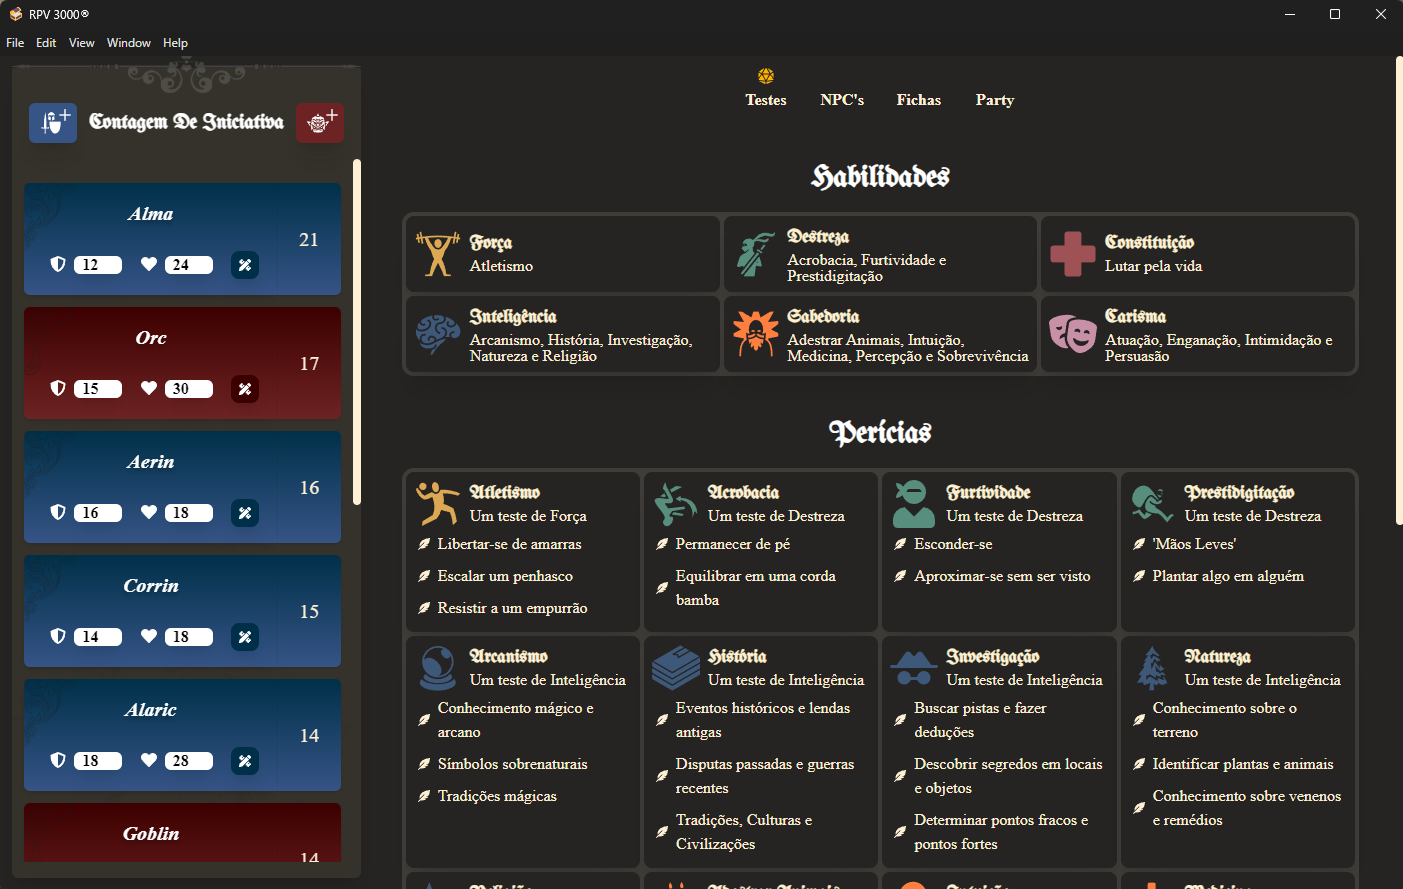 RPV 3000®
File Edit View Window Help
Contagem De Iniciativa
Alma
21
12 24
Orc
17
15 30
Aerin
16
16 18
Corrin
15
14 18
Alaric
14
18 28
Goblin
14
Testes NPC's Fichas Party
Habilidades
Força
Atletismo
Destreza
Acrobacia, Furtividade e
Prestidigitação
Constituição
Lutar pela vida
Inteligência
Arcanismo, História, Investigação,
Natureza e Religião
Sabedoria
Adestrar Animais, Intuição,
Medicina, Percepção e Sobrevivência
Carisma
Atuação, Enganação, Intimidação e
Persuasão
Perícias
Atletismo
Um teste de Força
Libertar-se de amarras
Escalar um penhasco
Resistir a um empurrão
Acrobacia
Um teste de Destreza
Permanecer de pé
Equilibrar em uma corda
bamba
Furtividade
Um teste de Destreza
Esconder-se
Aproximar-se sem ser visto
Prestidigitação
Um teste de Destreza
'Mãos Leves'
Plantar algo em alguém
Arcanismo
Um teste de Inteligência
Conhecimento mágico e
arcano
Símbolos sobrenaturais
Tradições mágicas
História
Um teste de Inteligência
Eventos históricos e lendas
antigas
Disputas passadas e guerras
recentes
Tradições, Culturas e
Civilizações
Investigação
Um teste de Inteligência
Buscar pistas e fazer
deduções
Descobrir segredos em locais
e objetos
Determinar pontos fracos e
pontos fortes
Natureza
Um teste de Inteligência
Conhecimento sobre o
terreno
Identificar plantas e animais
Conhecimento sobre venenos
e remédios
Religião
Adestrar Animais
Intuição
Medicina